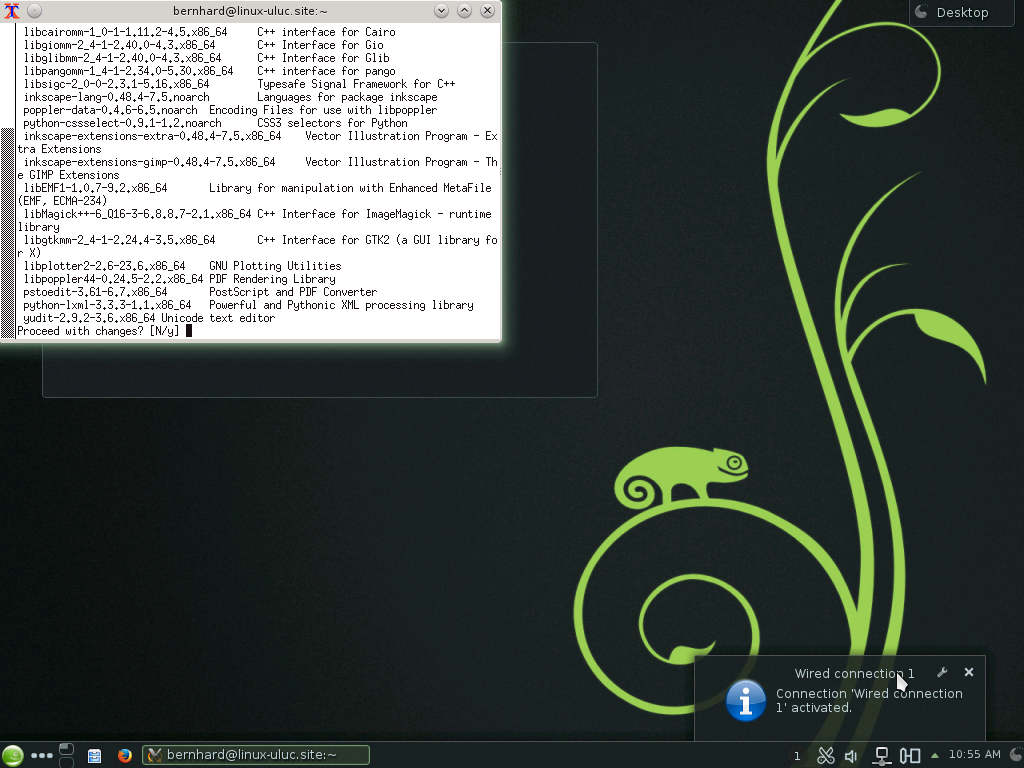 bernhard@linux-uluc.site:~
Desktop
libcairomm-1_0-1-1.11.2-4.5.x86_64 C++ interface for Cairo
libgiomm-2_4-1-2.40.0-4.3.x86_64 C++ interface for Gio
libglibmm-2_4-1-2.40.0-4.3.x86_64 C++ interface for Glib
libpangomm-1_4-1-2.34.0-5.30.x86_64 C++ interface for pango
libsigc-2_0-0-2.3.1-5.16.x86_64 Typesafe Signal Framework for C++
inkscape-lang-0.48.4-7.5.noarch Languages for package inkscape
poppler-data-0.4.6-6.5.noarch Encoding Files for use with libpoppler
python-cssselect-0.9.1-1.2.noarch CSS3 selectors for Python
inkscape-extensions-extra-0.48.4-7.5.x86_64 Vector Illustration Program - Ex
tra Extensions
inkscape-extensions-gimp-0.48.4-7.5.x86_64 Vector Illustration Program - Th
e GIMP Extensions
libEMF1-1.0.7-9.2.x86_64 Library for manipulation with Enhanced MetaFile
(EMF, ECMA-234)
libMagick++-6_Q16-3-6.8.8.7-2.1.x86_64 C++ Interface for ImageMagick - runtime
library
libgtkmm-2_4-1-2.24.4-3.5.x86_64 C++ Interface for GTK2 (a GUI library fo
r X)
libplotter2-2.6-23.6.x86_64 GNU Plotting Utilities
libpoppler44-0.24.5-2.2.x86_64 PDF Rendering Library
pstoedit-3.61-6.7.x86_64 PostScript and PDF Converter
python-lxml-3.3.3-1.1.x86_64 Powerful and Pythonic XML processing library
yudit-2.9.2-3.6.x86_64 Unicode text editor
Proceed with changes? [N/y]
Wired connection 1
Connection 'Wired connection
1' activated.
bernhard@linux-uluc.site:~
1
10:55 AM